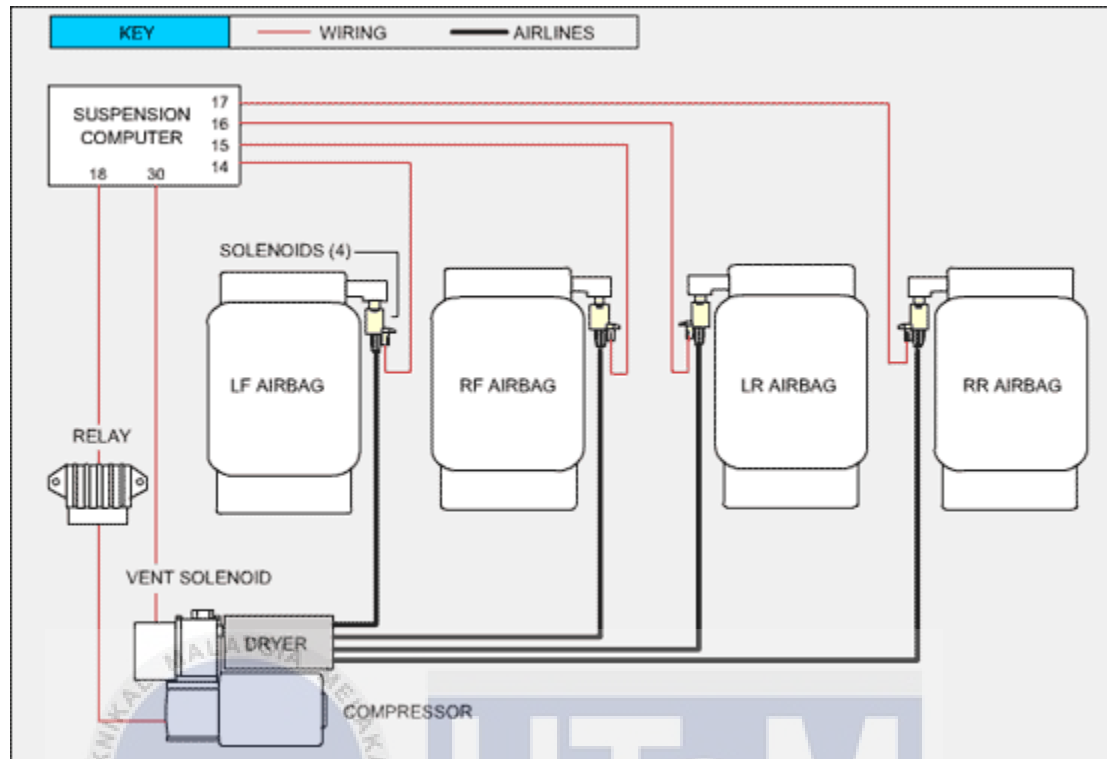 KEY
WIRING
AIRLINES
SUSPENSION
COMPUTER
17
16
15
14
18
30
SOLENOIDS (4)
LF AIRBAG
RF AIRBAG
LR AIRBAG
RR AIRBAG
RELAY
VENT SOLENOID
DRYER
COMPRESSOR